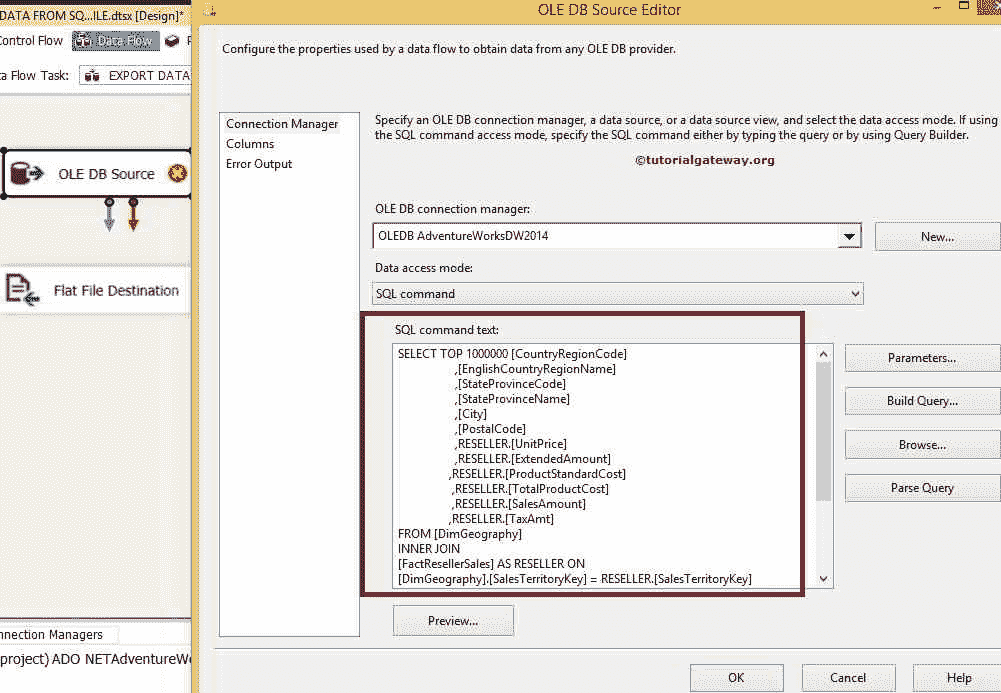 DATA FROM SQ...ILE.dtsx [Design]*
OLE DB Source Editor
Control Flow
Data Flow
Configure the properties used by a data flow to obtain data from any OLE DB provider.
Flow Task:
EXPORT DATA
Connection Manager
Columns
Error Output
Specify an OLE DB connection manager, a data source, or a data source view, and select the data access mode. If using
the SQL command access mode, specify the SQL command either by typing the query or by using Query Builder.
©tutorialgateway.org
OLE DB Source
OLE DB connection manager:
OLEDB AdventureWorksDW2014
New...
Data access mode:
SQL command
Flat File Destination
SQL command text:
SELECT TOP 1000000 [CountryRegionCode]
,[EnglishCountryRegionName]
,[StateProvinceCode]
,[StateProvinceName]
,[City]
,[PostalCode]
,RESELLER.[UnitPrice]
,RESELLER.[ExtendedAmount]
,RESELLER.[ProductStandardCost]
,RESELLER.[TotalProductCost]
,RESELLER.[SalesAmount]
,RESELLER.[TaxAmt]
FROM [DimGeography]
INNER JOIN
[FactResellerSales] AS RESELLER ON
[DimGeography].[SalesTerritoryKey] = RESELLER.[SalesTerritoryKey]
Parameters...
Build Query...
Browse...
Parse Query
Preview...
nnection Managers
project) ADO NETAdventureWo
OK
Cancel
Help